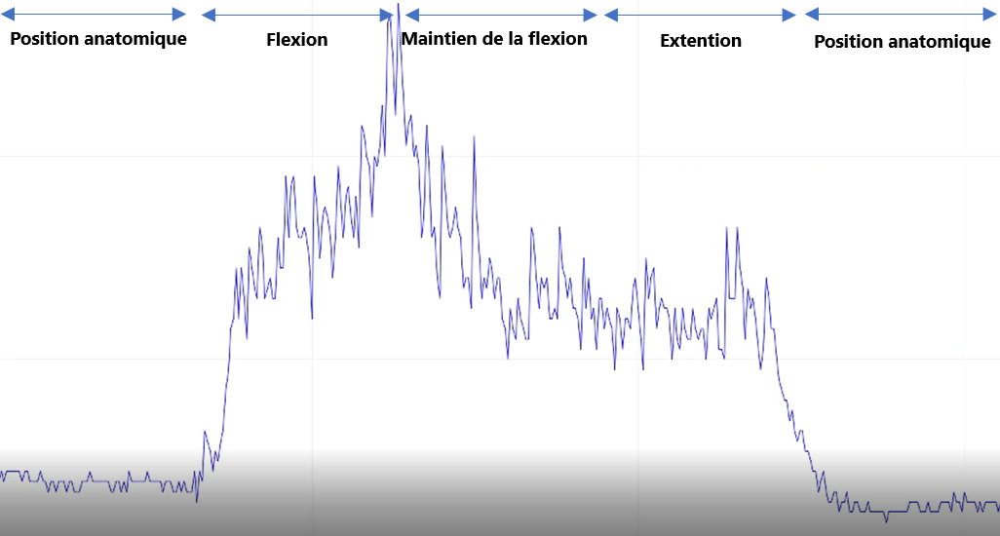 Position anatomique
Flexion
Maintien de la flexion
Extention
Position anatomique